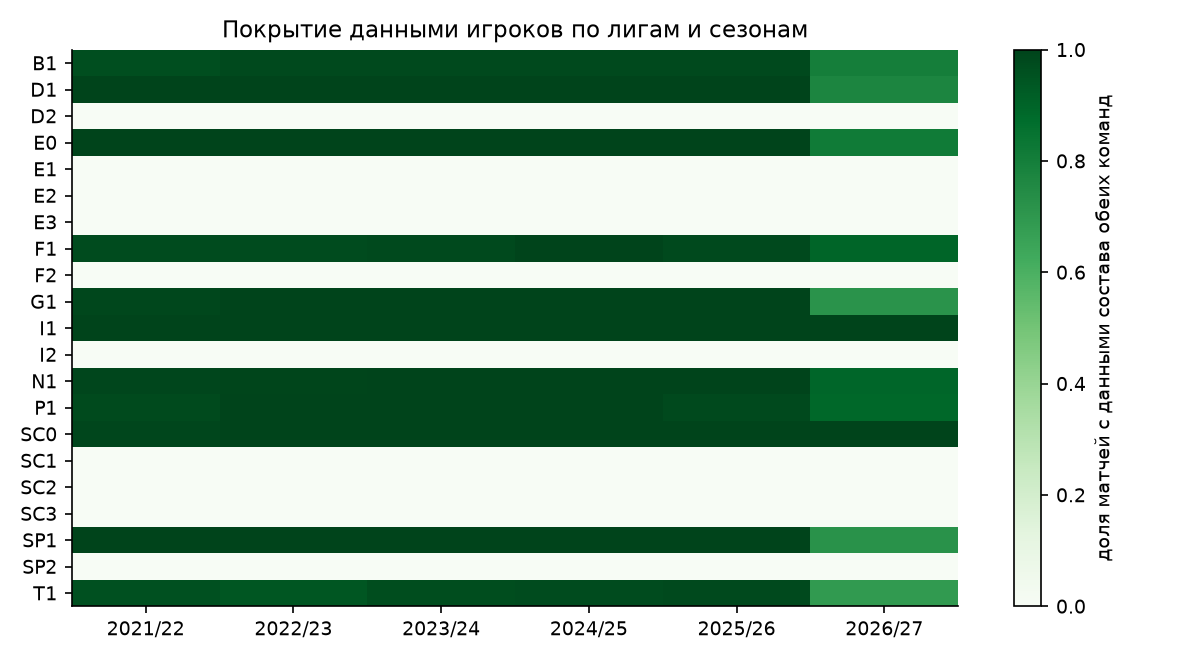 Покрытие данными игроков по лигам и сезонам
B1
D1
D2
E0
E1
E2
E3
F1
F2
G1
I1
I2
N1
P1
SC0
SC1
SC2
SC3
SP1
SP2
T1
2021/22
2022/23
2023/24
2024/25
2025/26
2026/27
1.0
0.8
0.6
0.4
0.2
0.0
доля матчей с данными состава обеих команд